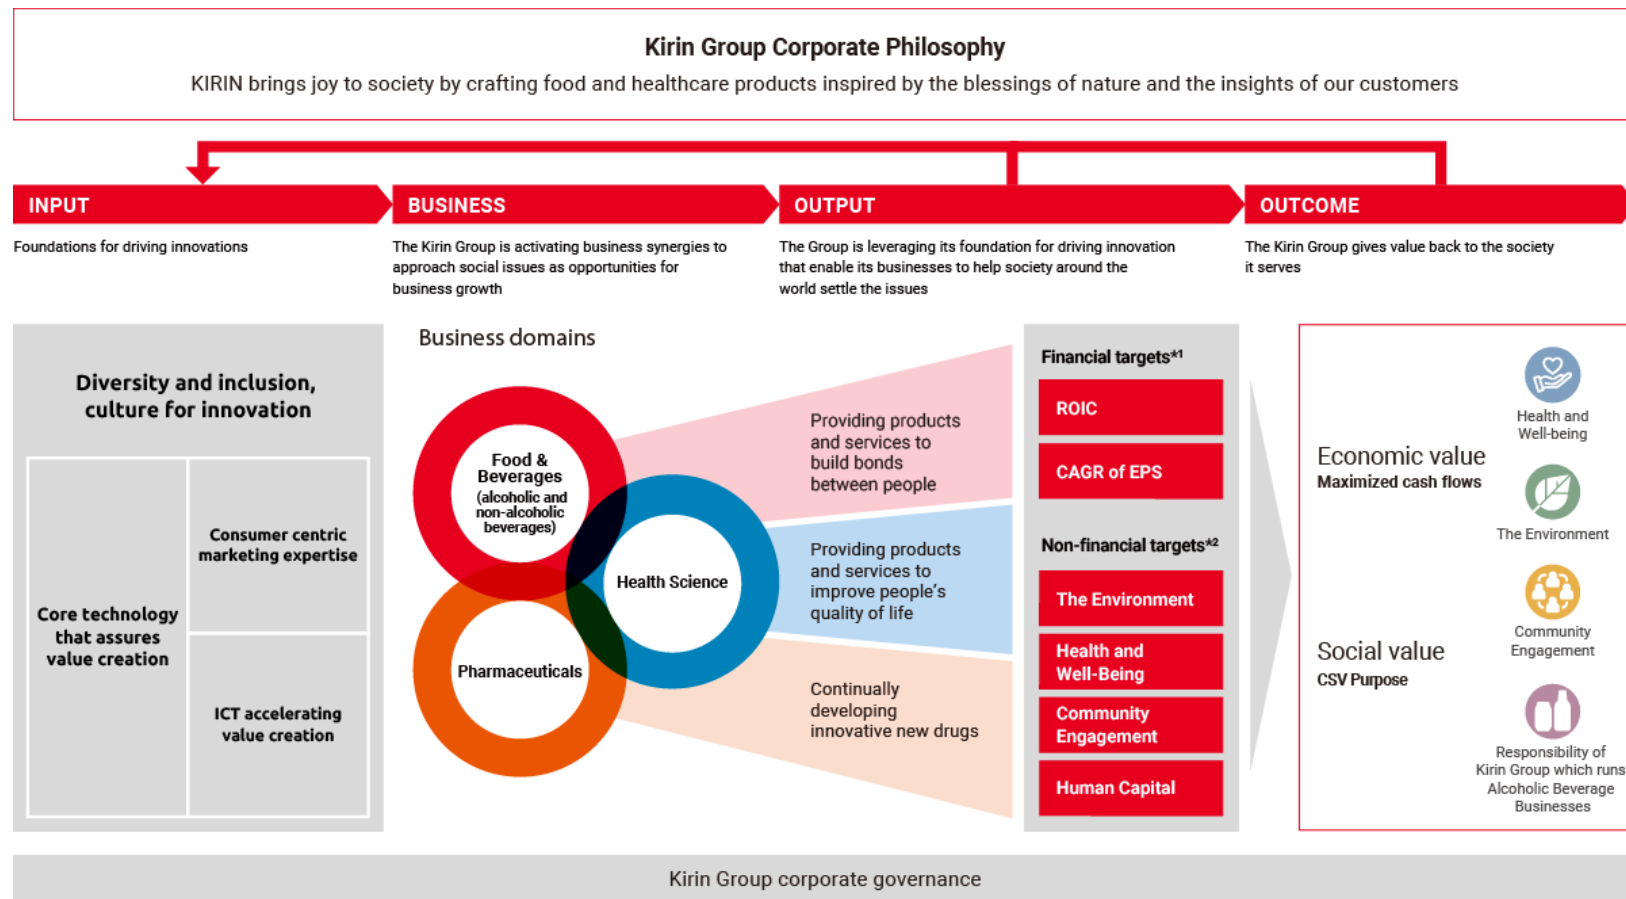 Kirin Group Corporate Philosophy
KIRIN brings joy to society by crafting food and healthcare products inspired by the blessings of nature and the insights of our customers
INPUT
BUSINESS
OUTPUT
OUTCOME
Foundations for driving innovations
The Kirin Group is activating business synergies to
approach social issues as opportunities for
business growth
The Group is leveraging its foundation for driving innovation
that enable its businesses to help society around the
world settle the issues
The Kirin Group gives value back to the society
it serves
Diversity and inclusion,
culture for innovation
Core technology
that assures
value creation
Consumer centric
marketing expertise
ICT accelerating
value creation
Business domains
Food &
Beverages
(alcoholic and
non-alcoholic
beverages)
Health Science
Pharmaceuticals
Providing products
and services to
build bonds
between people
Providing products
and services to
improve people's
quality of life
Continually
developing
innovative new drugs
Financial targets*1
ROIC
CAGR of EPS
Non-financial targets*2
The Environment
Health and
Well-Being
Community
Engagement
Human Capital
Economic value
Maximized cash flows
Social value
CSV Purpose
Health and
Well-being
The Environment
Community
Engagement
Responsibility of
Kirin Group which runs
Alcoholic Beverage
Businesses
Kirin Group corporate governance